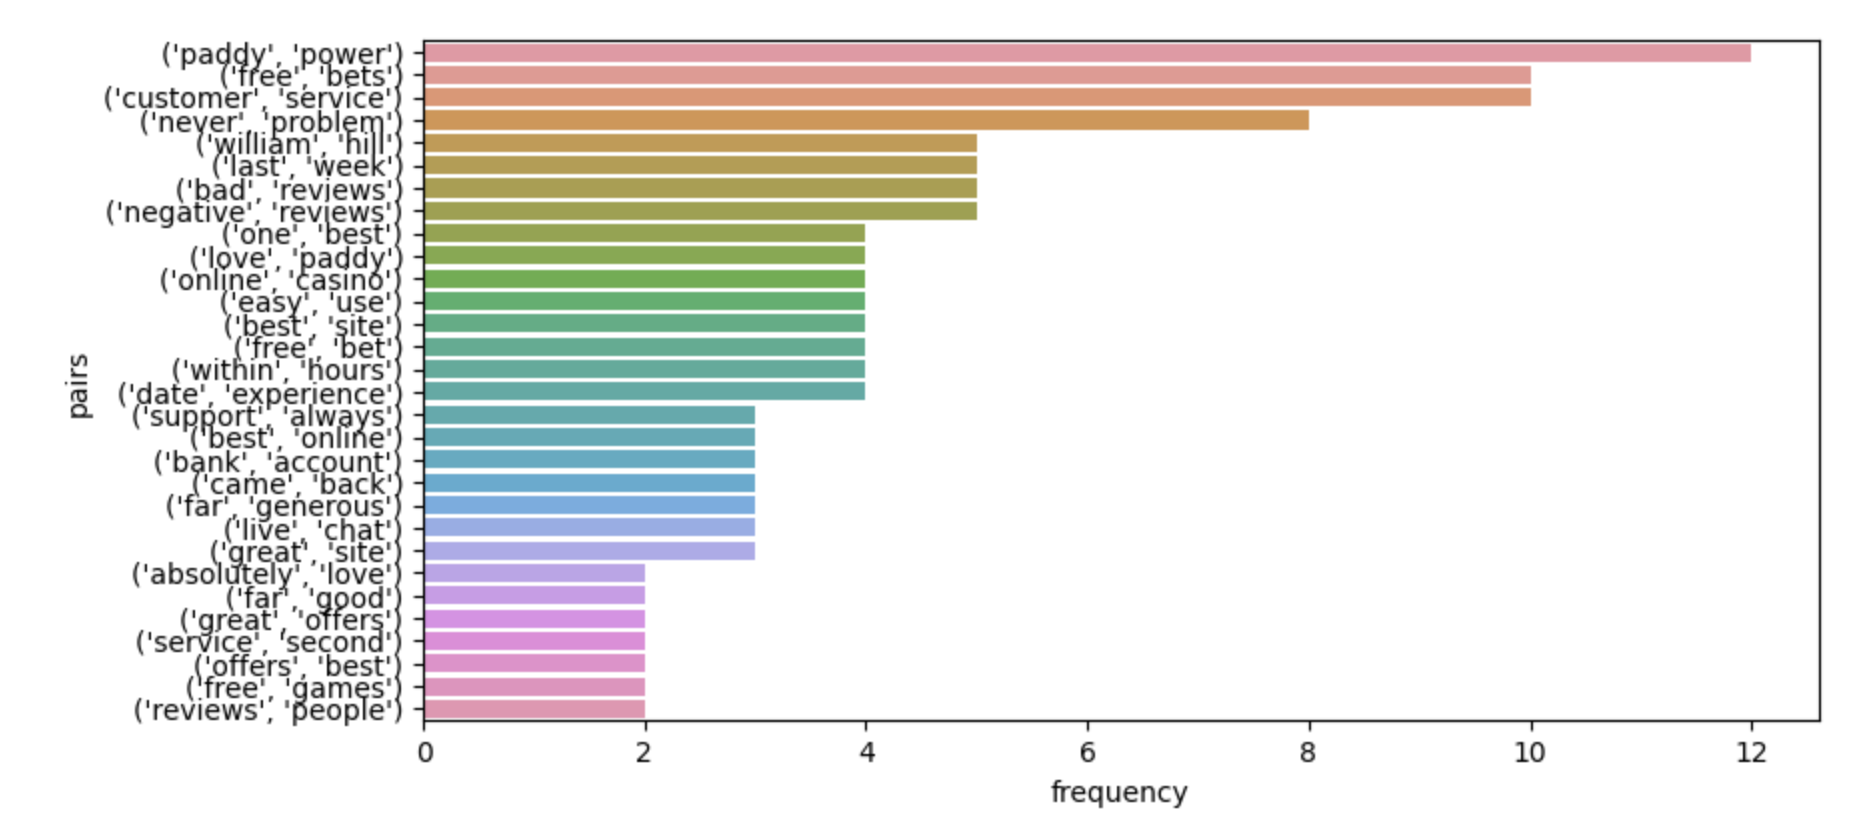 ('paddy', 'power')
('free', 'bets')
('customer', 'service')
('never', 'problem')
('william', 'hill')
('last', 'week')
('bad', 'reviews')
('negative', 'reviews')
('one', 'best')
('love', 'paddy')
('online', 'casino')
('easy', 'use')
('best', 'site')
('free', 'bet')
('within', 'hours')
('date', 'experience')
('support', 'always')
('best', 'online')
('bank', 'account')
('came', 'back')
('far', 'generous')
('live', 'chat')
('great', 'site')
('absolutely', 'love')
('far', 'good')
('great', 'offers')
('service', 'second')
('offers', 'best')
('free', 'games')
('reviews', 'people')
pairs
0 2 4 6 8 10 12
frequency